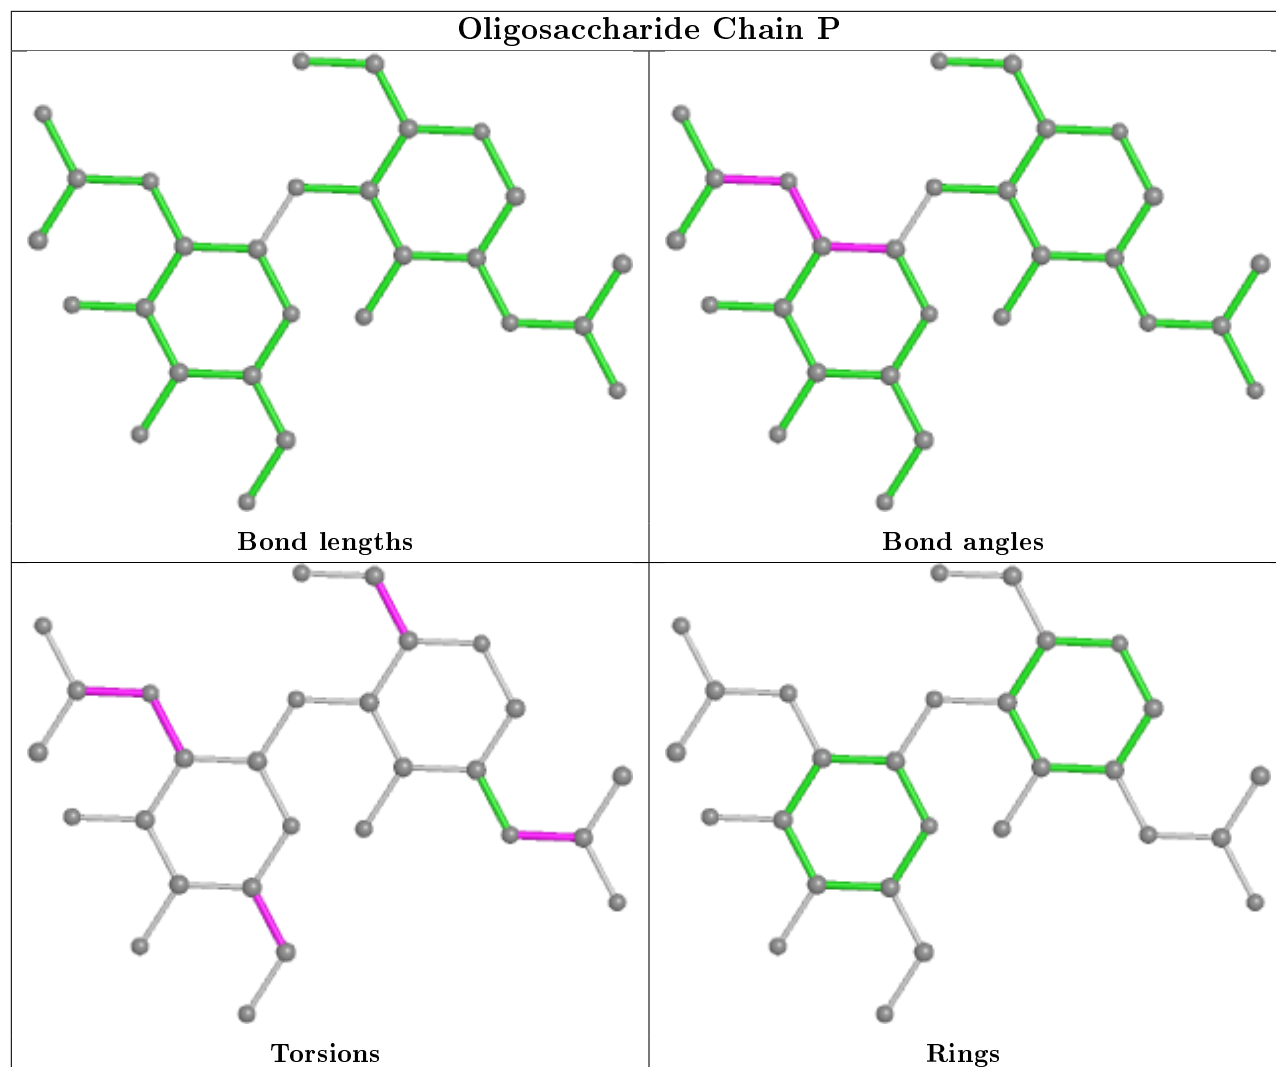 Oligosaccharide Chain P
Bond lengths
Bond angles
Torsions
Rings